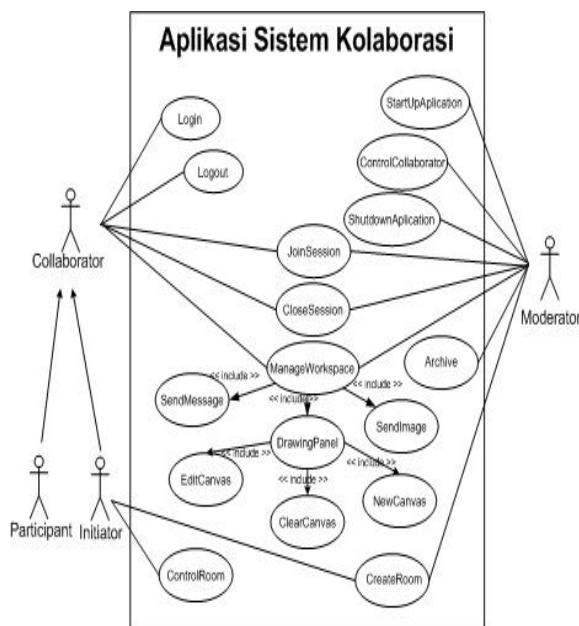 Aplikasi Sistem Kolaborasi
StartUpAplication
Login
ControlCollaborator
Logout
ShutdownAplication
JoinSession
Collaborator
CloseSession
Moderator
ManageWorkspace
Archive
<< include >>
<< include >>
<< include >>
SendMessage
SendImage
DrawingPanel
<< include >>
<< include >>
<< include >>
EditCanvas
NewCanvas
ClearCanvas
Participant
Initiator
ControlRoom
CreateRoom